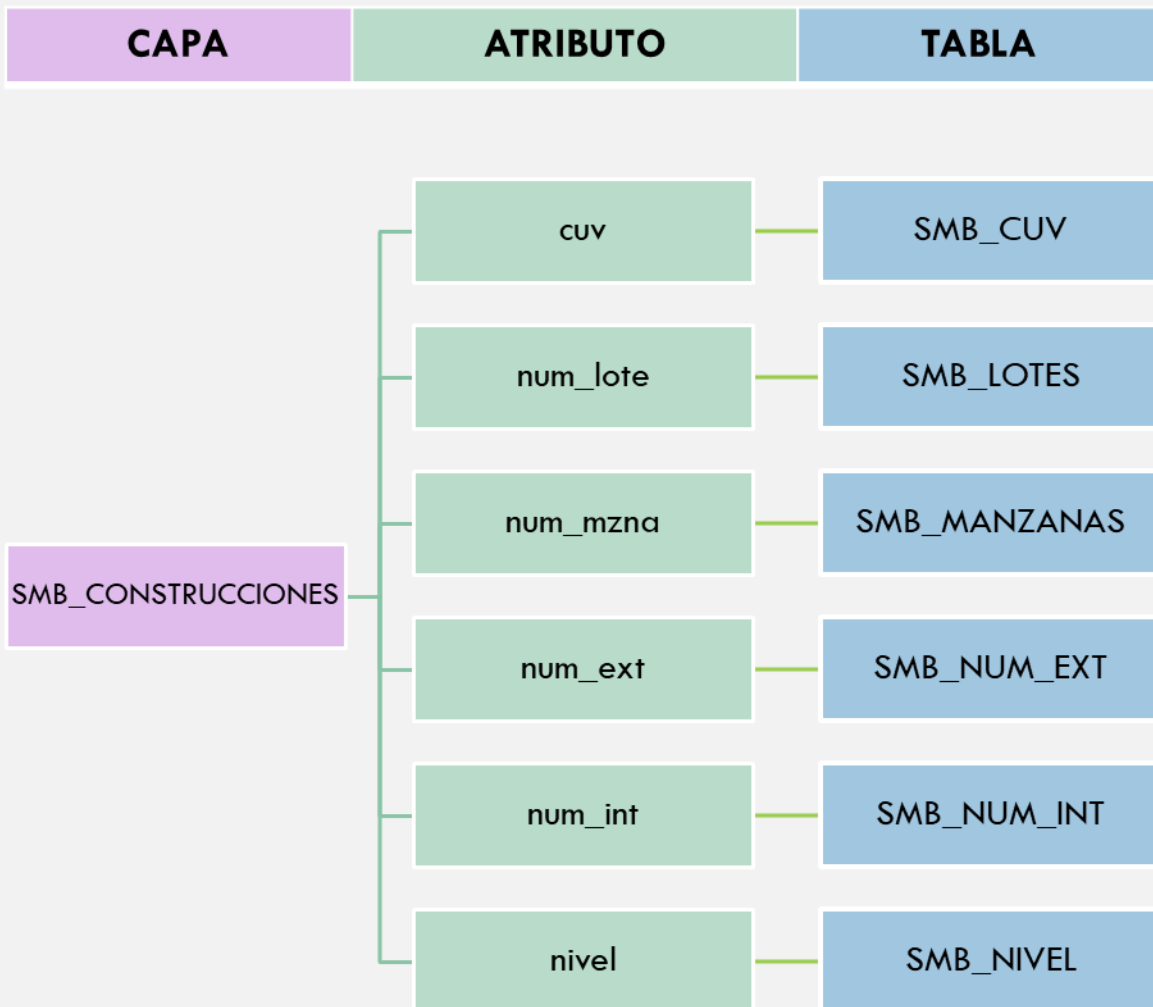 CAPA ATRIBUTO TABLA
cuv SMB_CUV
num_lote SMB_LOTES
num_mzna SMB_MANZANAS
SMB_CONSTRUCCIONES
num_ext SMB_NUM_EXT
num_int SMB_NUM_INT
nivel SMB_NIVEL